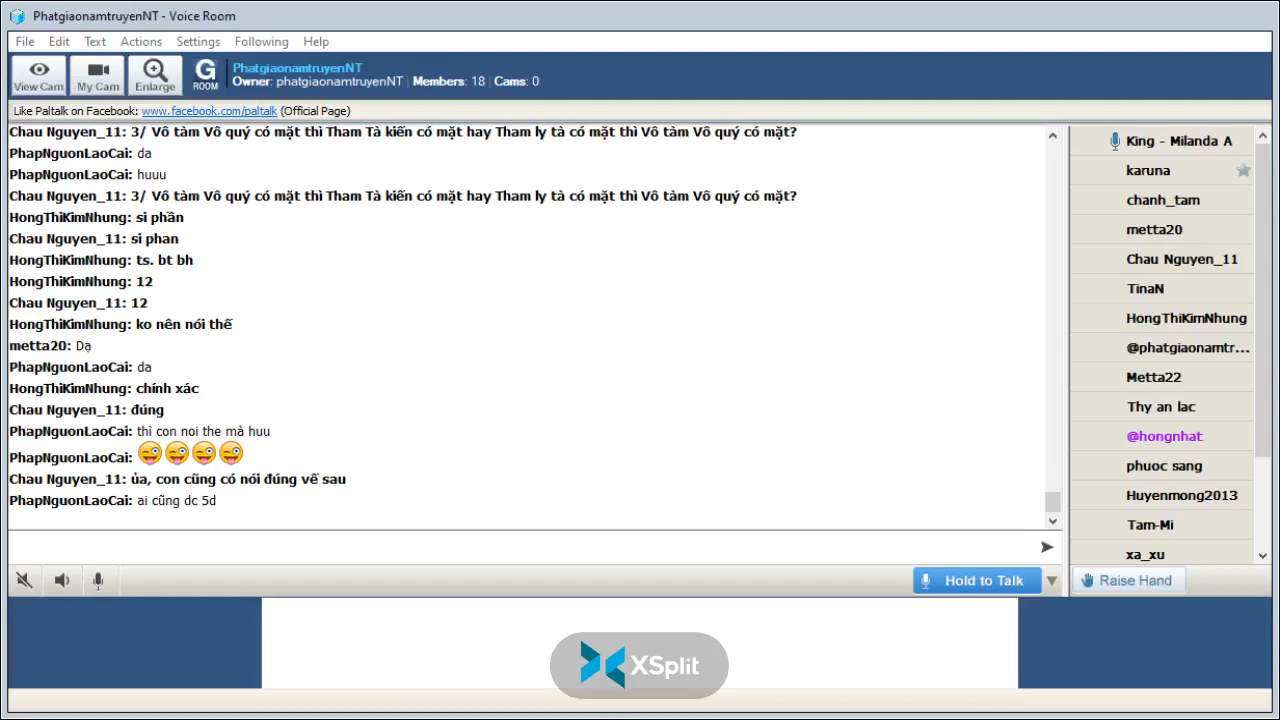 PhatgiaonamtruyenNT - Voice Room
File Edit Text Actions Settings Following Help
View Cam My Cam Enlarge G ROOM
PhatgiaonamtruyenNT
Owner: phatgiaonamtruyenNT | Members: 18 | Cams: 0
Like Paltalk on Facebook: www.facebook.com/paltalk (Official Page)
Chau Nguyen_11: 3/ Vô tàm Vô quý có mặt thì Tham Tà kiến có mặt hay Tham ly tà có mặt thì Vô tàm Vô quý có mặt?
PhapNguonLaoCai: da
PhapNguonLaoCai: huuu
Chau Nguyen_11: 3/ Vô tàm Vô quý có mặt thì Tham Tà kiến có mặt hay Tham ly tà có mặt thì Vô tàm Vô quý có mặt?
HongThiKimNhung: si phần
Chau Nguyen_11: si phan
HongThiKimNhung: ts. bt bh
HongThiKimNhung: 12
Chau Nguyen_11: 12
HongThiKimNhung: ko nên nói thế
metta20: Dạ
PhapNguonLaoCai: da
HongThiKimNhung: chính xác
Chau Nguyen_11: đúng
PhapNguonLaoCai: thì con noi the mà huu
PhapNguonLaoCai:
Chau Nguyen_11: ủa, con cũng có nói đúng vế sau
PhapNguonLaoCai: ai cũng dc 5d
King - Milanda A
karuna
chanh_tam
metta20
Chau Nguyen_11
TinaN
HongThiKimNhung
@phatgiaonamtr...
Metta22
Thy an lac
@hongnhat
phuoc sang
Huyenmong2013
Tam-Mi
xa_xu
Hold to Talk
Raise Hand
XSplit